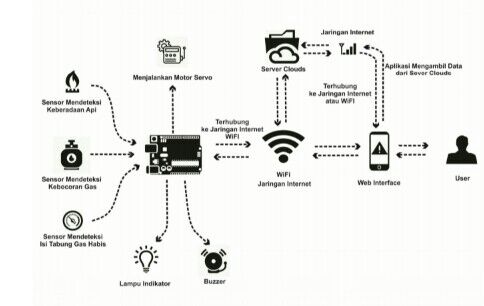 Jaringan Internet
Server Clouds
Aplikasi Mengambil Data
dari Sever Clouds
Menjalankan Motor Servo
Terhubung
ke Jaringan Internet
atau WiFI
Sensor Mendeteksi
Keberadaan Api
Terhubung
ke Jaringan Internet
WIFI
Sensor Mendeteksi
Kebocoran Gas
WiFi
Jaringan Internet
Web Interface
User
Sensor Mendeteksi
Isi Tabung Gas Habis
Lampu Indikator
Buzzer